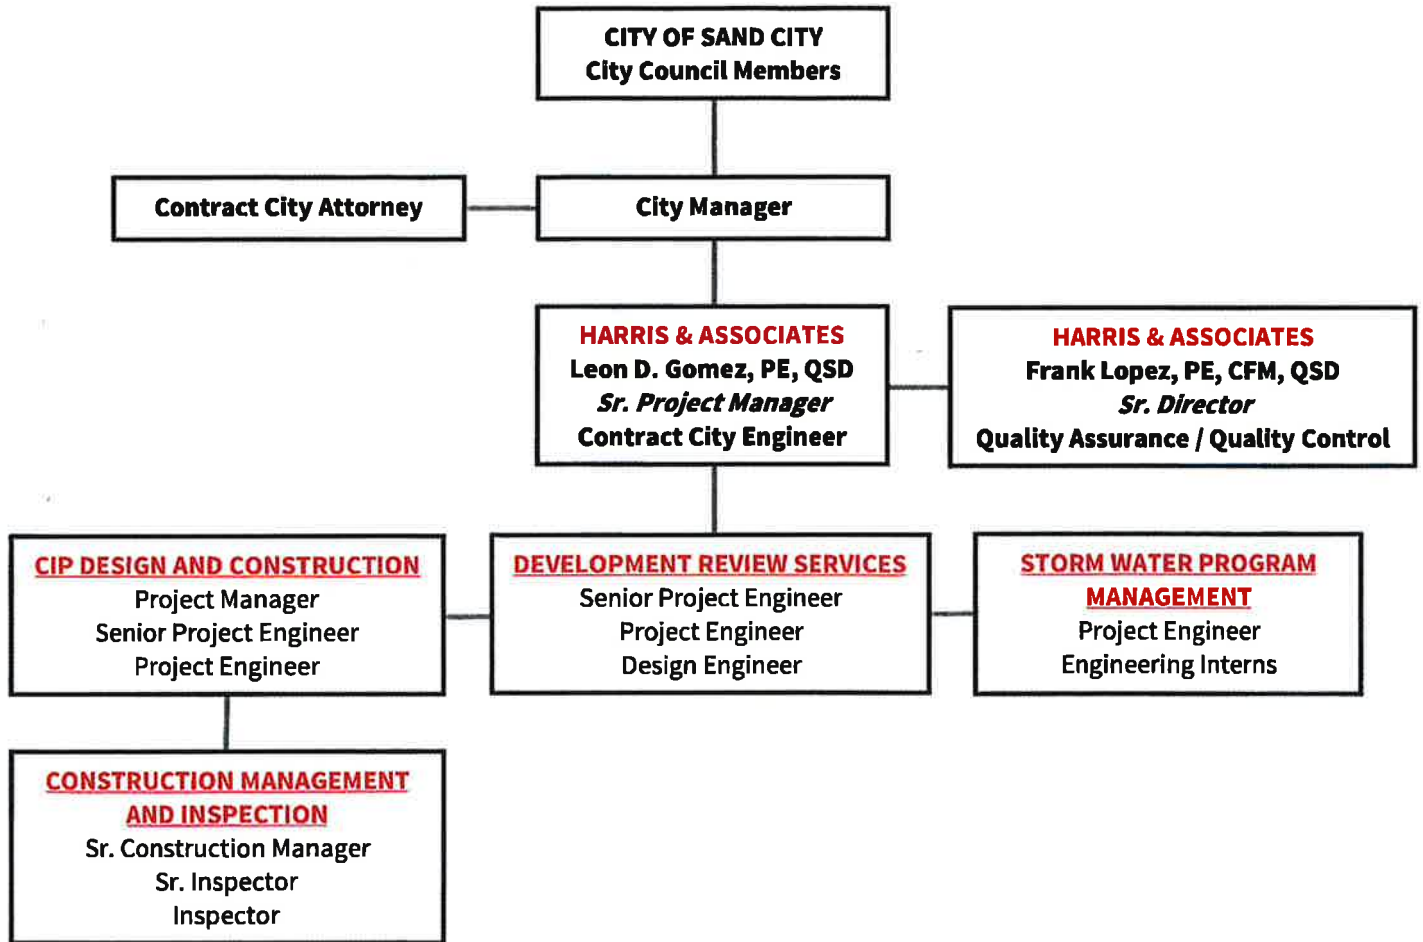 CITY OF SAND CITY
City Council Members
Contract City Attorney
City Manager
HARRIS & ASSOCIATES
Leon D. Gomez, PE, QSD
Sr. Project Manager
Contract City Engineer
HARRIS & ASSOCIATES
Frank Lopez, PE, CFM, QSD
Sr. Director
Quality Assurance / Quality Control
CIP DESIGN AND CONSTRUCTION
Project Manager
Senior Project Engineer
Project Engineer
DEVELOPMENT REVIEW SERVICES
Senior Project Engineer
Project Engineer
Design Engineer
STORM WATER PROGRAM
MANAGEMENT
Project Engineer
Engineering Interns
CONSTRUCTION MANAGEMENT
AND INSPECTION
Sr. Construction Manager
Sr. Inspector
Inspector